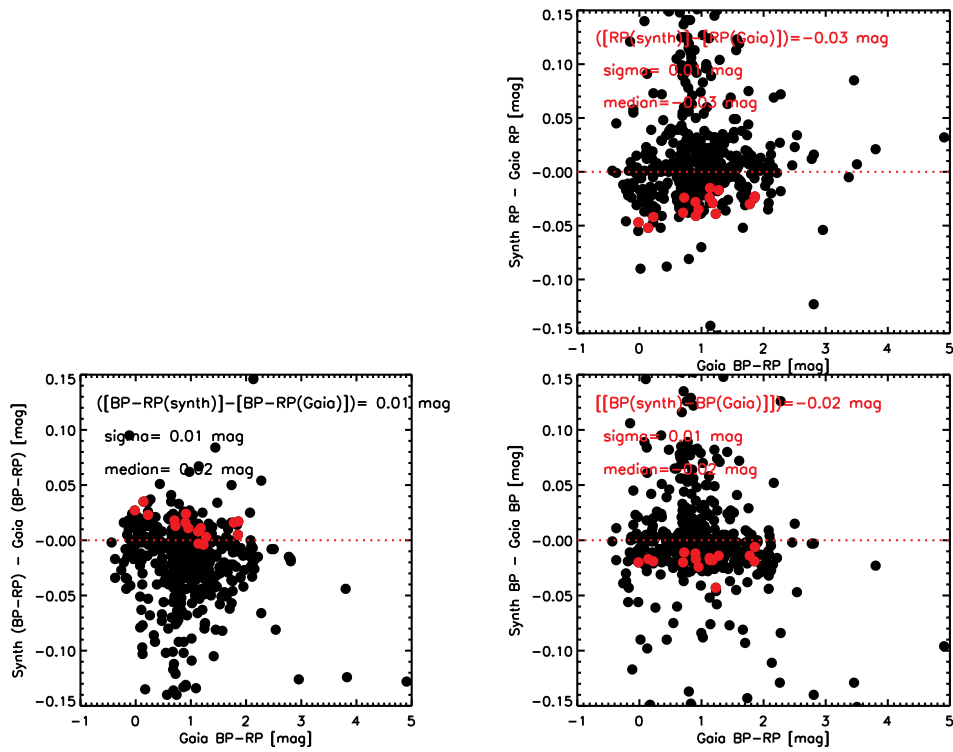 0.15
0.10
0.05
-0.00
-0.05
-0.10
-0.15
Synth RP - Gaia RP [mag]
([RP(synth)]-[RP(Gaia)])=-0.03 mag
sigma= 0.01 mag
median=-0.03 mag
-1 0 1 2 3 4 5
Gaia BP-RP [mag]
0.15
0.10
0.05
-0.00
-0.05
-0.10
-0.15
Synth (BP-RP) - Gaia (BP-RP) [mag]
([BP-RP(synth)]-[BP-RP(Gaia)])= 0.01 mag
sigma= 0.01 mag
median= 0.02 mag
-1 0 1 2 3 4 5
Gaia BP-RP [mag]
0.15
0.10
0.05
-0.00
-0.05
-0.10
-0.15
Synth BP - Gaia BP [mag]
[[BP(synth)-BP(Gaia)]])=-0.02 mag
sigma= 0.01 mag
median=-0.02 mag
-1 0 1 2 3 4 5
Gaia BP-RP [mag]